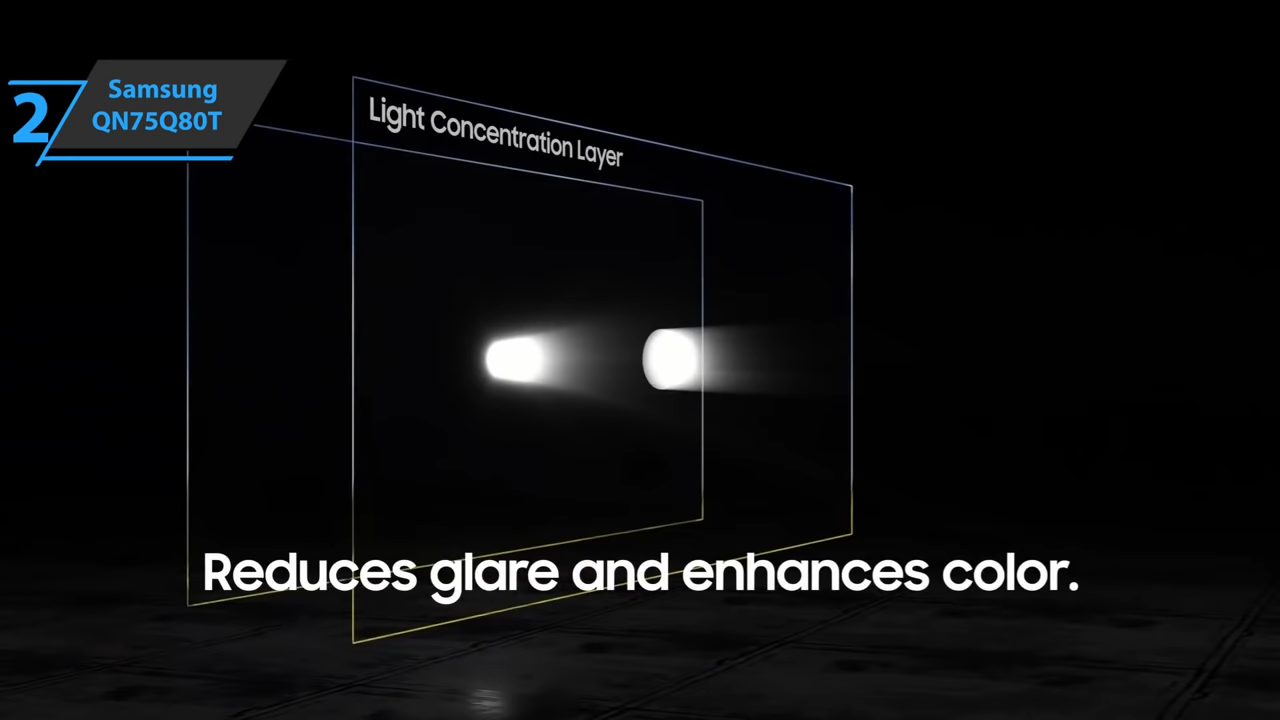 2
Samsung
QN75Q80T
Light Concentration Layer
Reduces glare and enhances color.